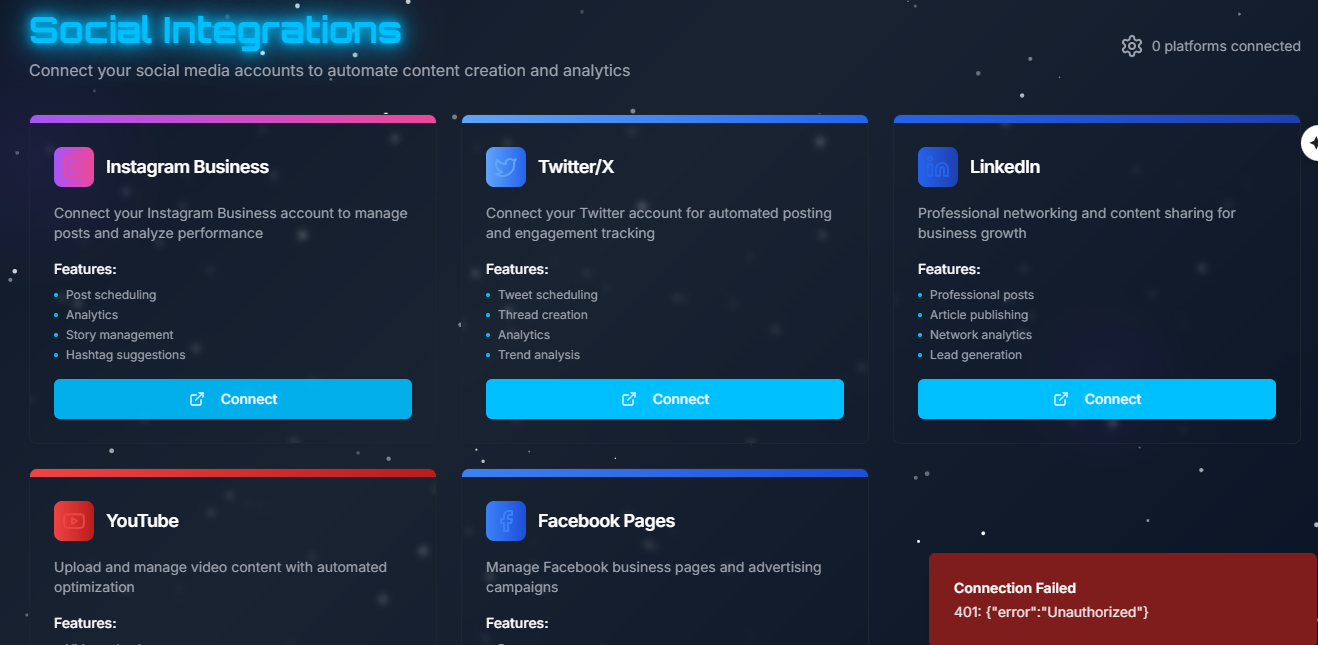 Social Integrations
Connect your social media accounts to automate content creation and analytics
0 platforms connected
Instagram Business
Connect your Instagram Business account to manage
posts and analyze performance
Features:
Post scheduling
Analytics
Story management
Hashtag suggestions
Connect
Twitter/X
Connect your Twitter account for automated posting
and engagement tracking
Features:
Tweet scheduling
Thread creation
Analytics
Trend analysis
Connect
LinkedIn
Professional networking and content sharing for
business growth
Features:
Professional posts
Article publishing
Network analytics
Lead generation
Connect
YouTube
Upload and manage video content with automated
optimization
Features:
Facebook Pages
Manage Facebook business pages and advertising
campaigns
Features:
Connection Failed
401: {"error":"Unauthorized"}